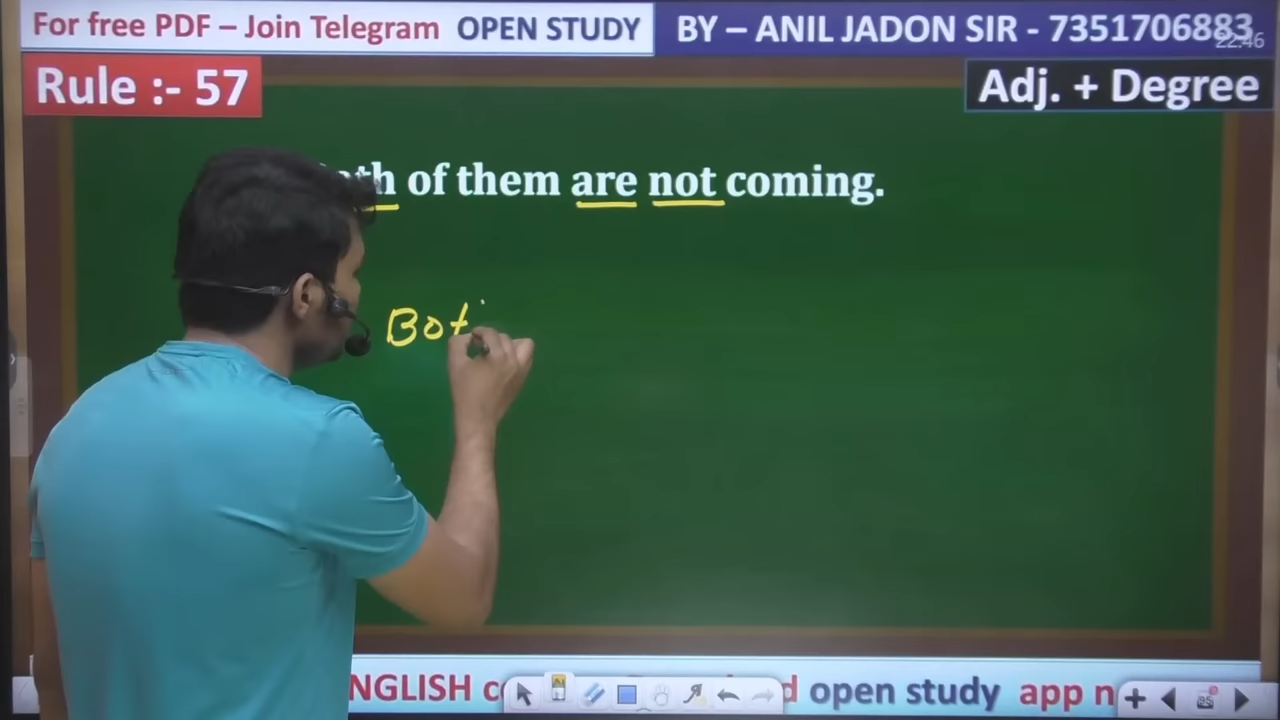 For free PDF – Join Telegram OPEN STUDY BY – ANIL JADON SIR - 7351706883
22:46
Rule :- 57 Adj. + Degree
of them are not coming.
Bot
open study app